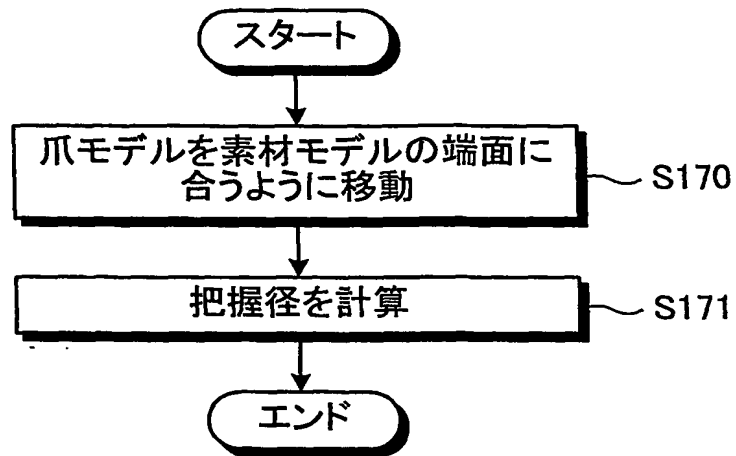 スタート
爪モデルを素材モデルの端面に
合うように移動
S170
把握径を計算
S171
エンド